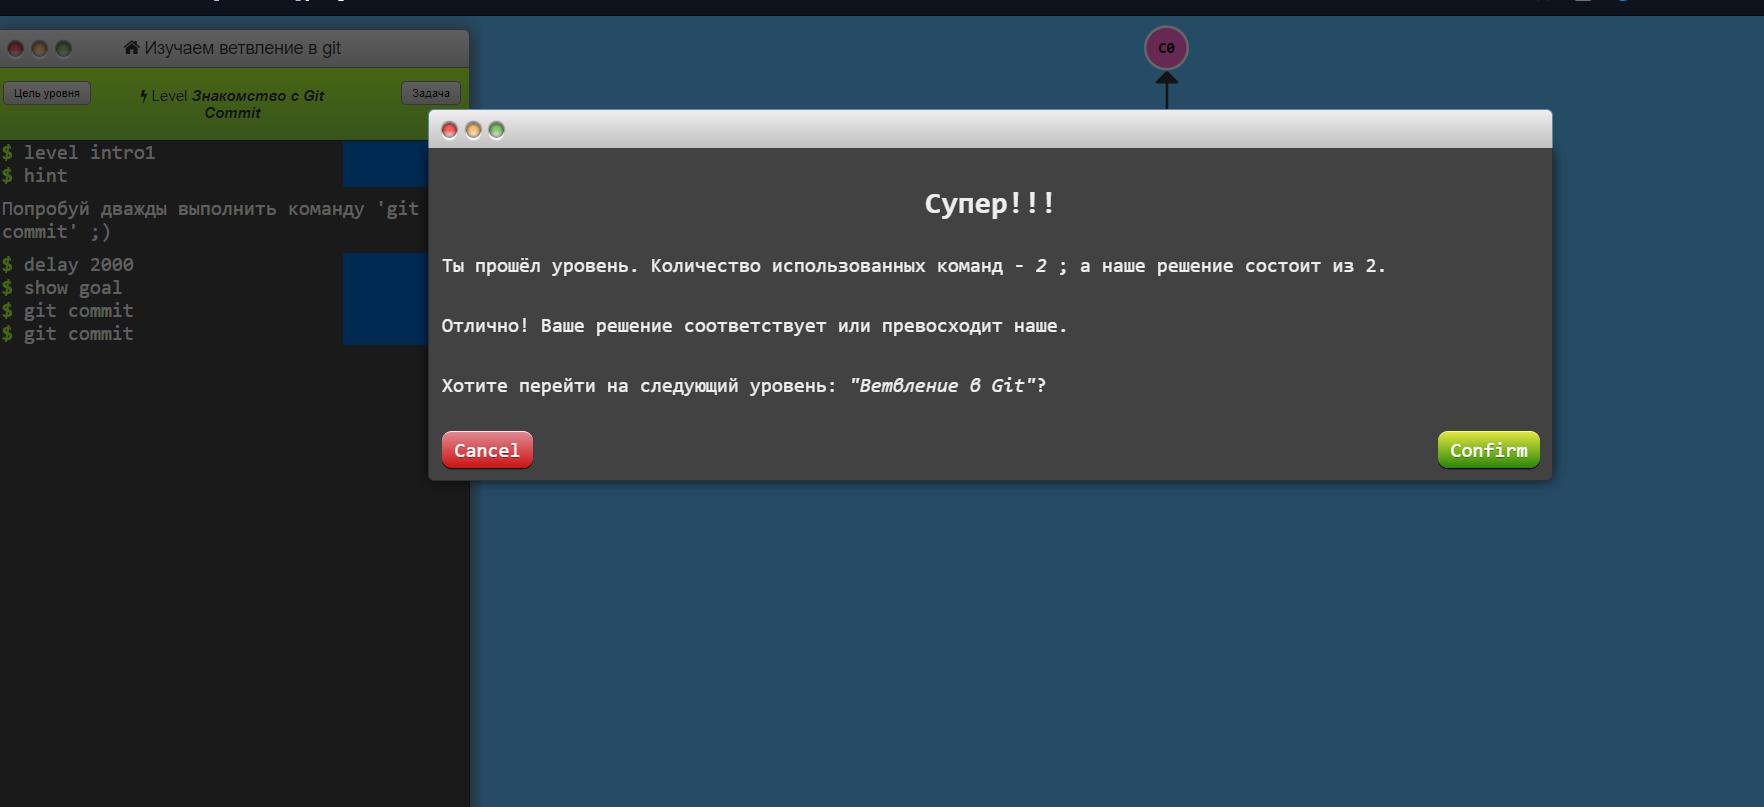 Изучаем ветвление в git
Цель уровня
Level Знакомство с Git
Commit
Задача
$ level intro1
$ hint
Попробуй дважды выполнить команду 'git
commit' ;)
$ delay 2000
$ show goal
$ git commit
$ git commit
C0
Супер!!!
Ты прошёл уровень. Количество использованных команд - 2 ; а наше решение состоит из 2.
Отлично! Ваше решение соответствует или превосходит наше.
Хотите перейти на следующий уровень: "Ветвление в Git"?
Cancel
Confirm